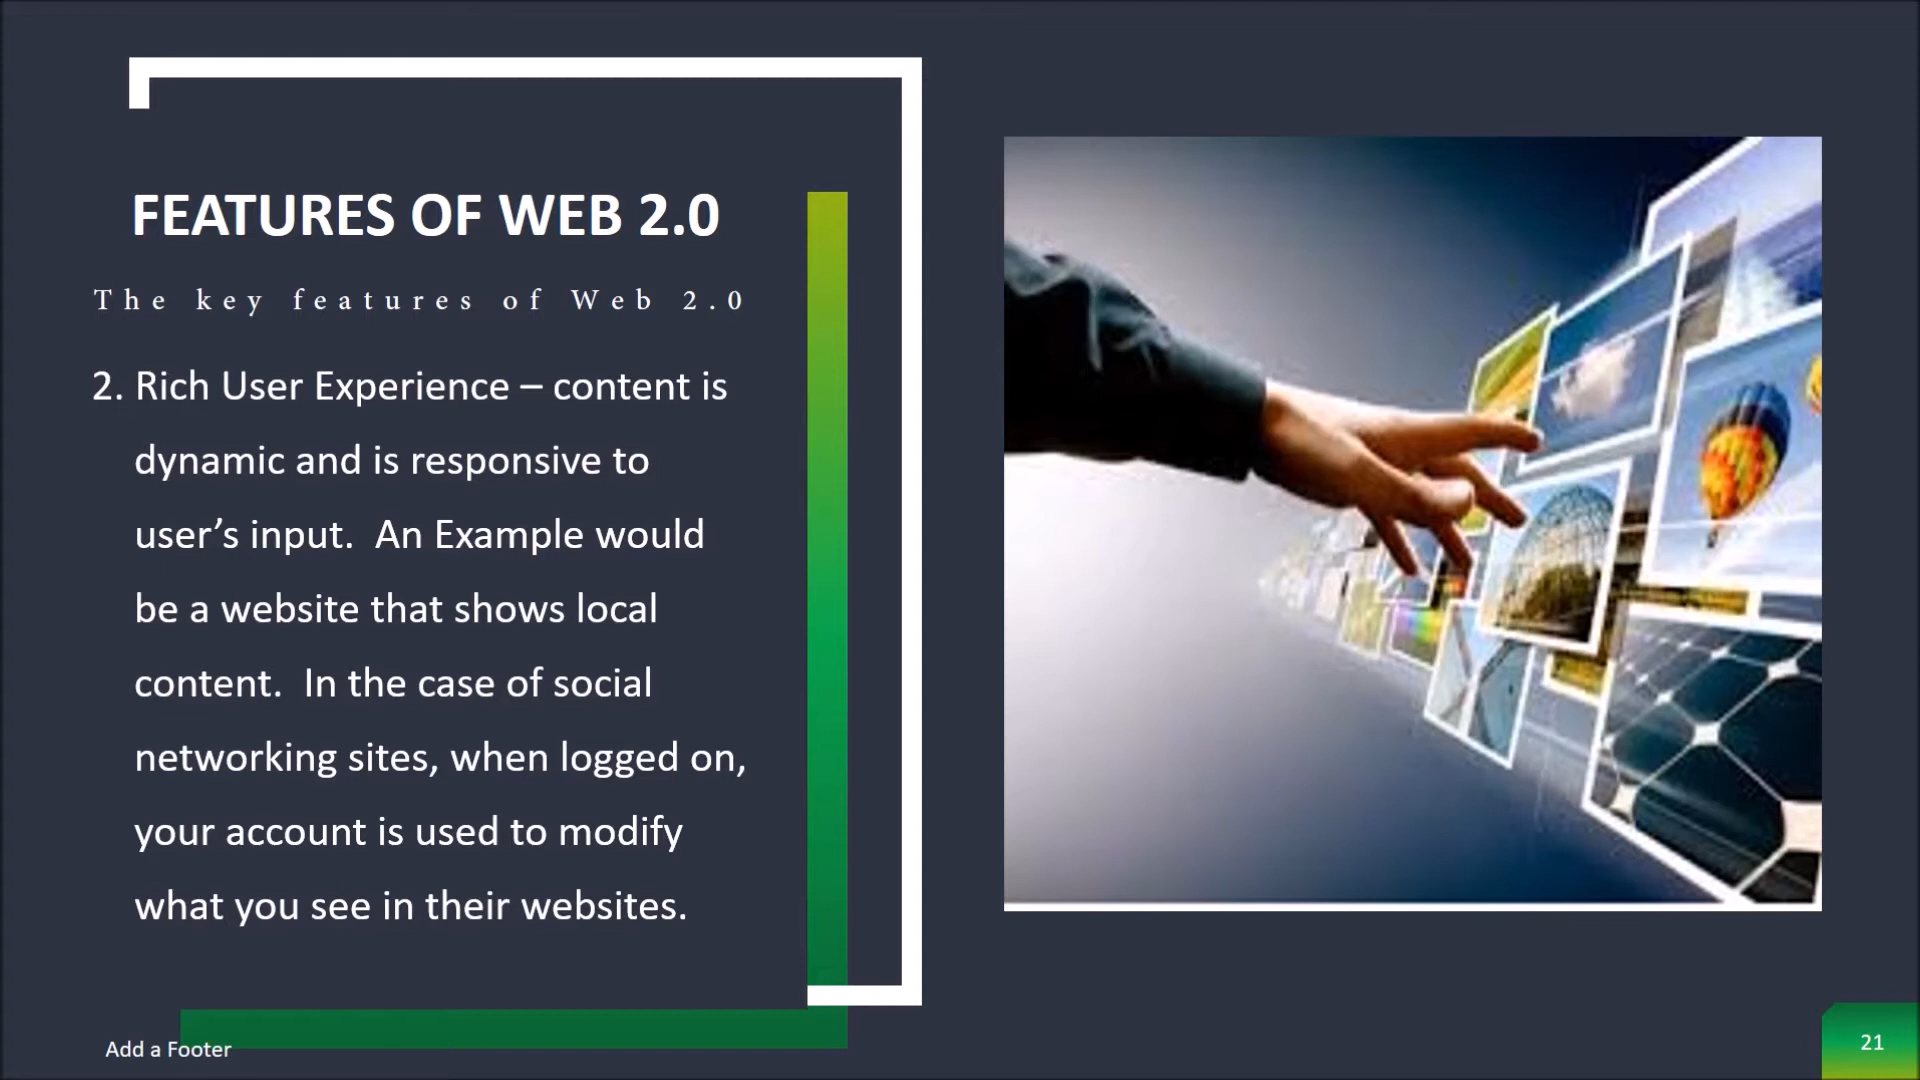 FEATURES OF WEB 2.0
The key features of Web 2.0
2. Rich User Experience – content is
dynamic and is responsive to
user’s input.  An Example would
be a website that shows local
content.  In the case of social
networking sites, when logged on,
your account is used to modify
what you see in their websites.
Add a Footer
21